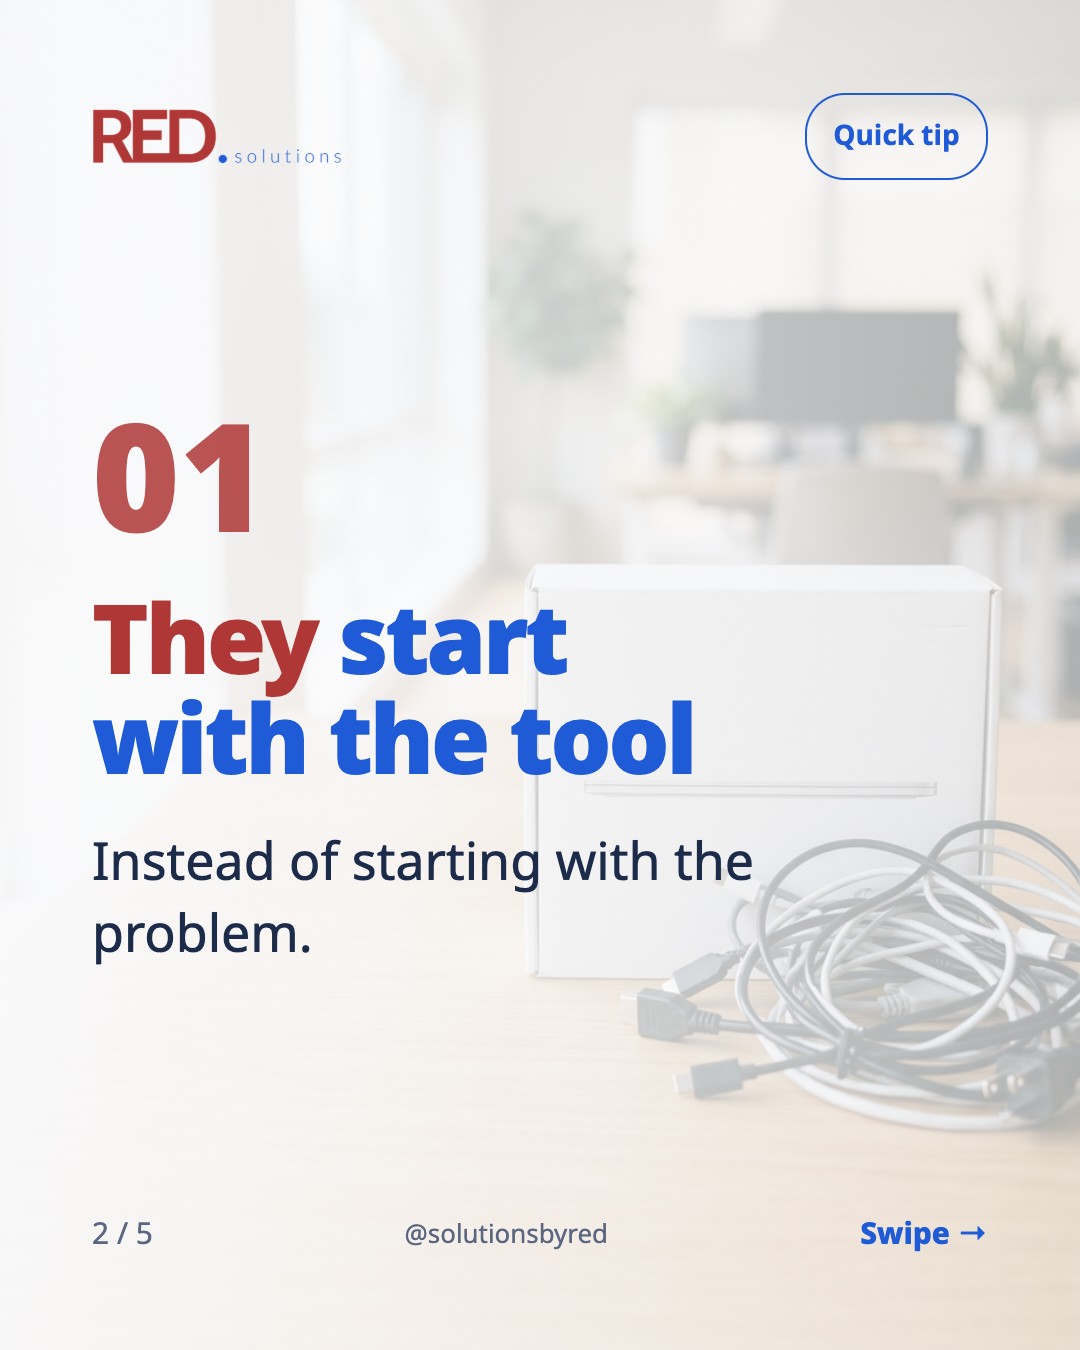 RED.solutions
Quick tip
01
They start
with the tool
Instead of starting with the
problem.
2 / 5
@solutionsbyred
Swipe →